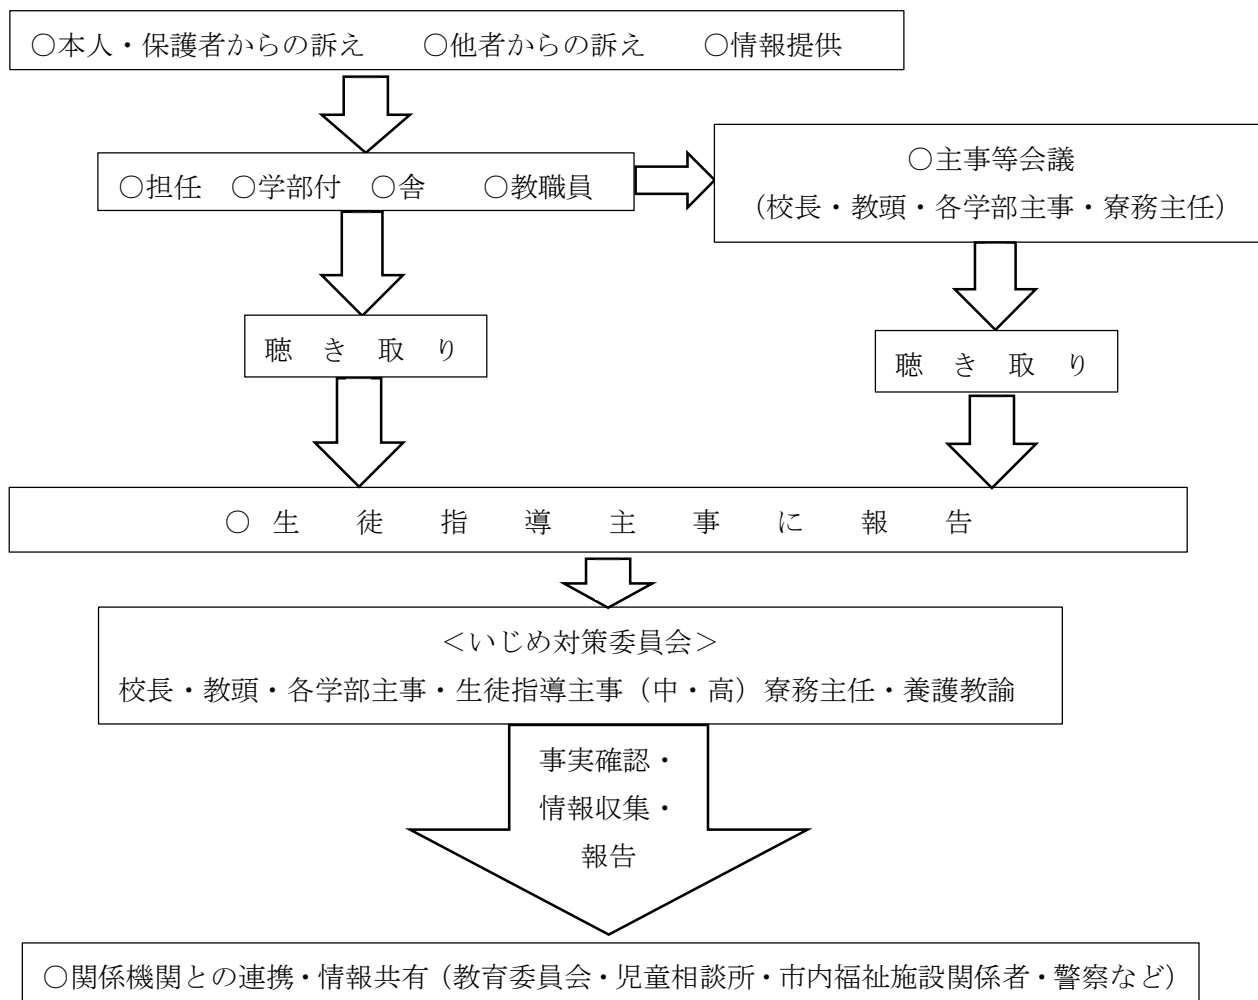 ○本人・保護者からの訴え　　○他者からの訴え　　○情報提供
○担任　○学部付　○舎　　○教職員
○主事等会議
（校長・教頭・各学部主事・寮務主任）
聴　き　取　り
聴　き　取　り
○ 生　徒　指　導　主　事　に　報　告
＜いじめ対策委員会＞
校長・教頭・各学部主事・生徒指導主事（中・高）寮務主任・養護教諭
事実確認・
情報収集・
報告
○関係機関との連携・情報共有（教育委員会・児童相談所・市内福祉施設関係者・警察など）